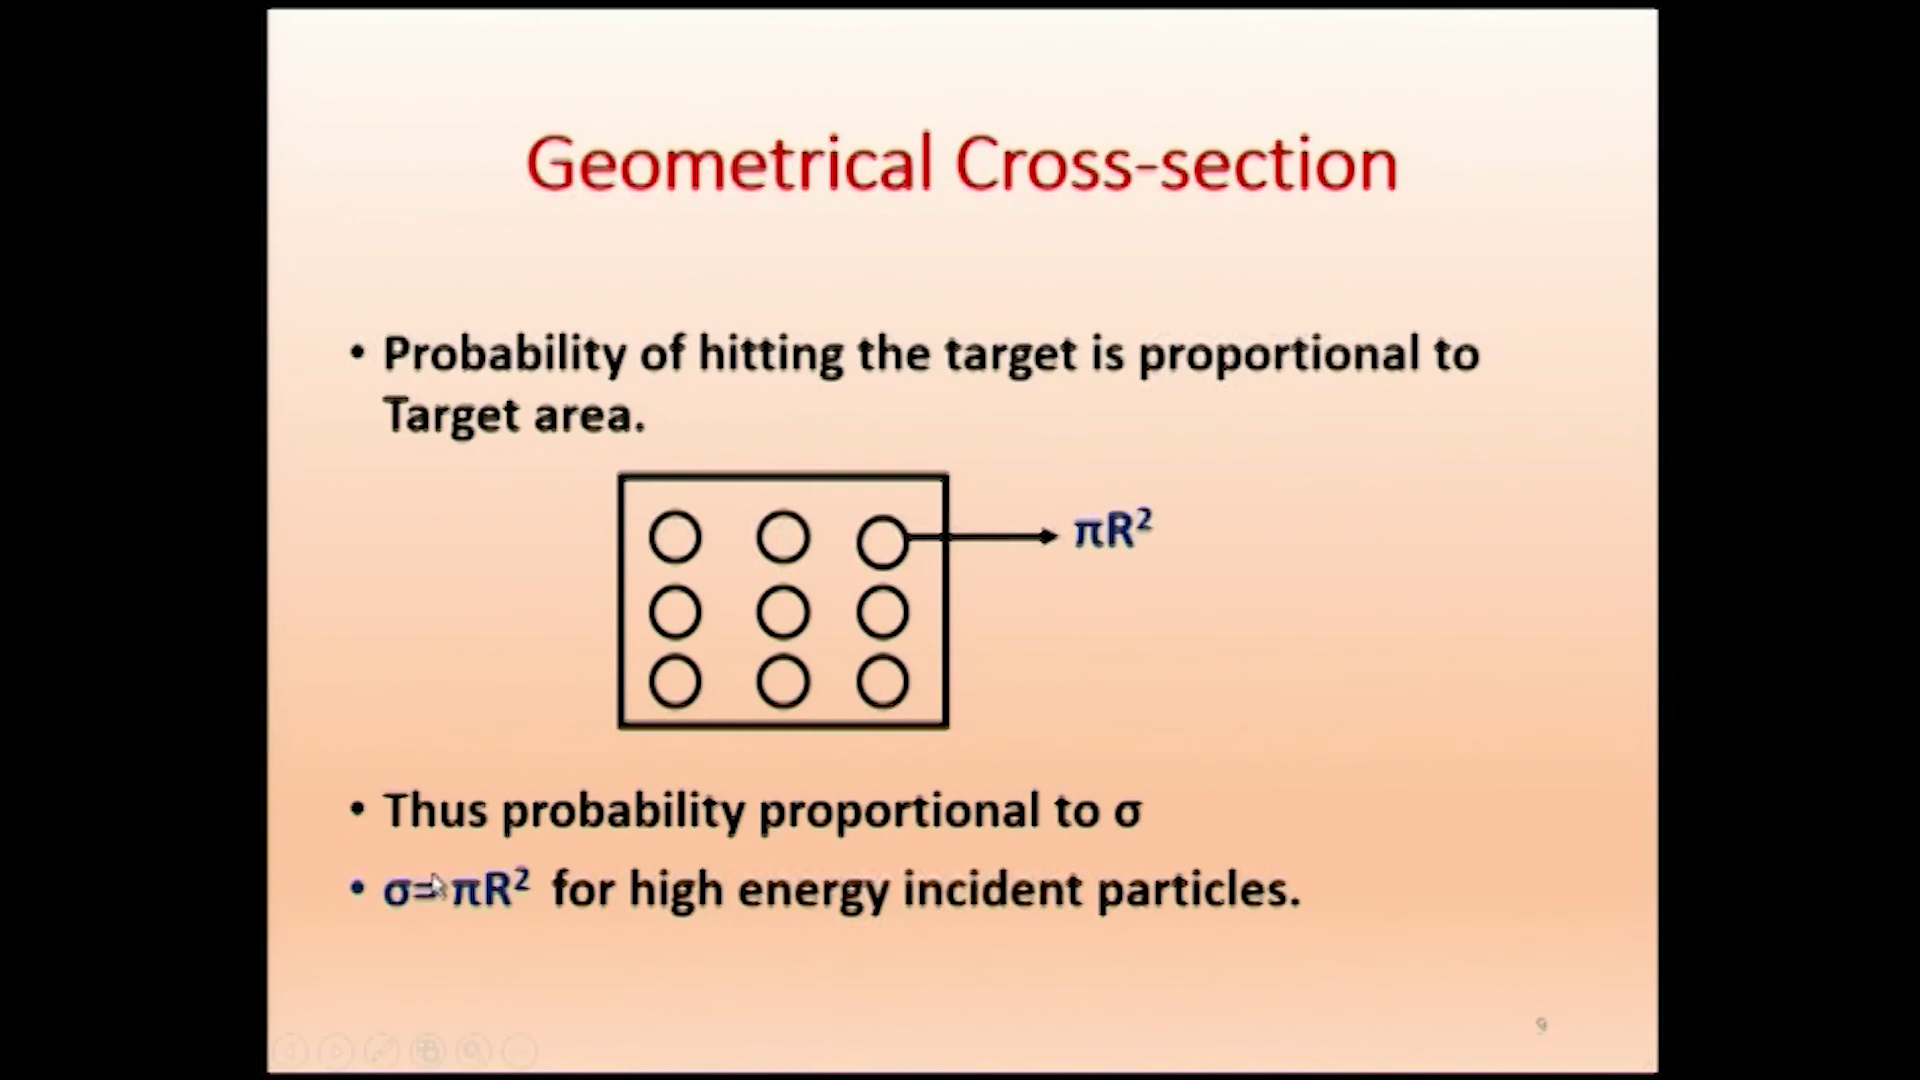 Geometrical Cross-section
• Probability of hitting the target is proportional to
Target area.
πR²
• Thus probability proportional to σ
• σ= πR² for high energy incident particles.
9